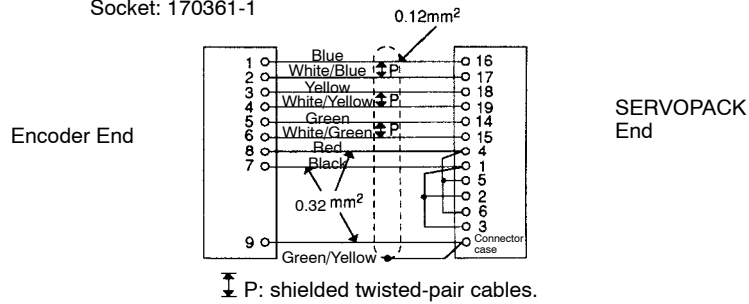 Socket: 170361-1
0.12mm2
1 Blue 16
2 White/Blue P 17
3 Yellow 18
4 White/Yellow P 19
5 Green 14
6 White/Green P 15
8 Red 4
7 Black 1
5
2
6
3
0.32 mm2
9 Connector case
Green/Yellow
Encoder End
SERVOPACK
End
P: shielded twisted-pair cables.